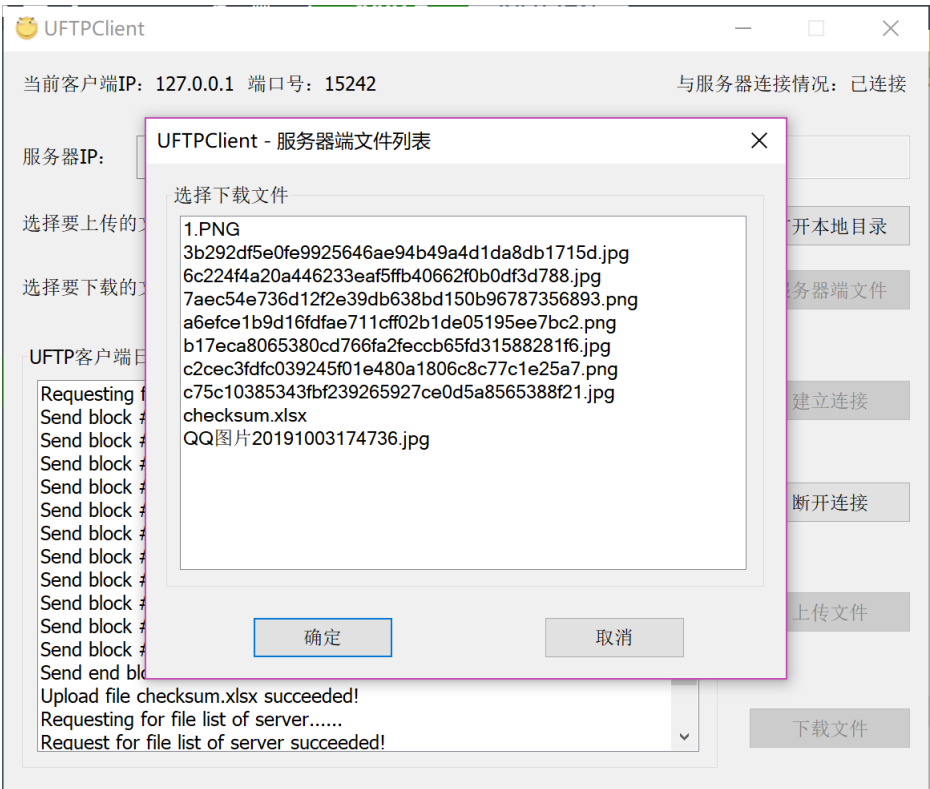 UFTPClient
当前客户端IP：127.0.0.1 端口号：15242
与服务器连接情况：已连接
服务器IP：
选择要上传的
开本地目录
选择要下载的
务器端文件
UFTP客户端
建立连接
断开连接
上传文件
下载文件
UFTPClient - 服务器端文件列表
选择下载文件
1.PNG
3b292df5e0fe9925646ae94b49a4d1da8db1715d.jpg
6c224f4a20a446233eaf5ffb40662f0b0df3d788.jpg
7aec54e736d12f2e39db638bd150b96787356893.png
a6efce1b9d16fdfae711cff02b1de05195ee7bc2.png
b17eca8065380cd766fa2feccb65fd31588281f6.jpg
c2cec3fdfc039245f01e480a1806c8c77c1e25a7.png
c75c10385343fbf239265927ce0d5a8565388f21.jpg
checksum.xlsx
QQ图片20191003174736.jpg
确定
取消
Requesting
Send block #
Send block #
Send block #
Send block #
Send block #
Send block #
Send block #
Send block #
Send block #
Send block #
Send block #
Send end
Upload file checksum.xlsx succeeded!
Requesting for file list of server......
Request for file list of server succeeded!